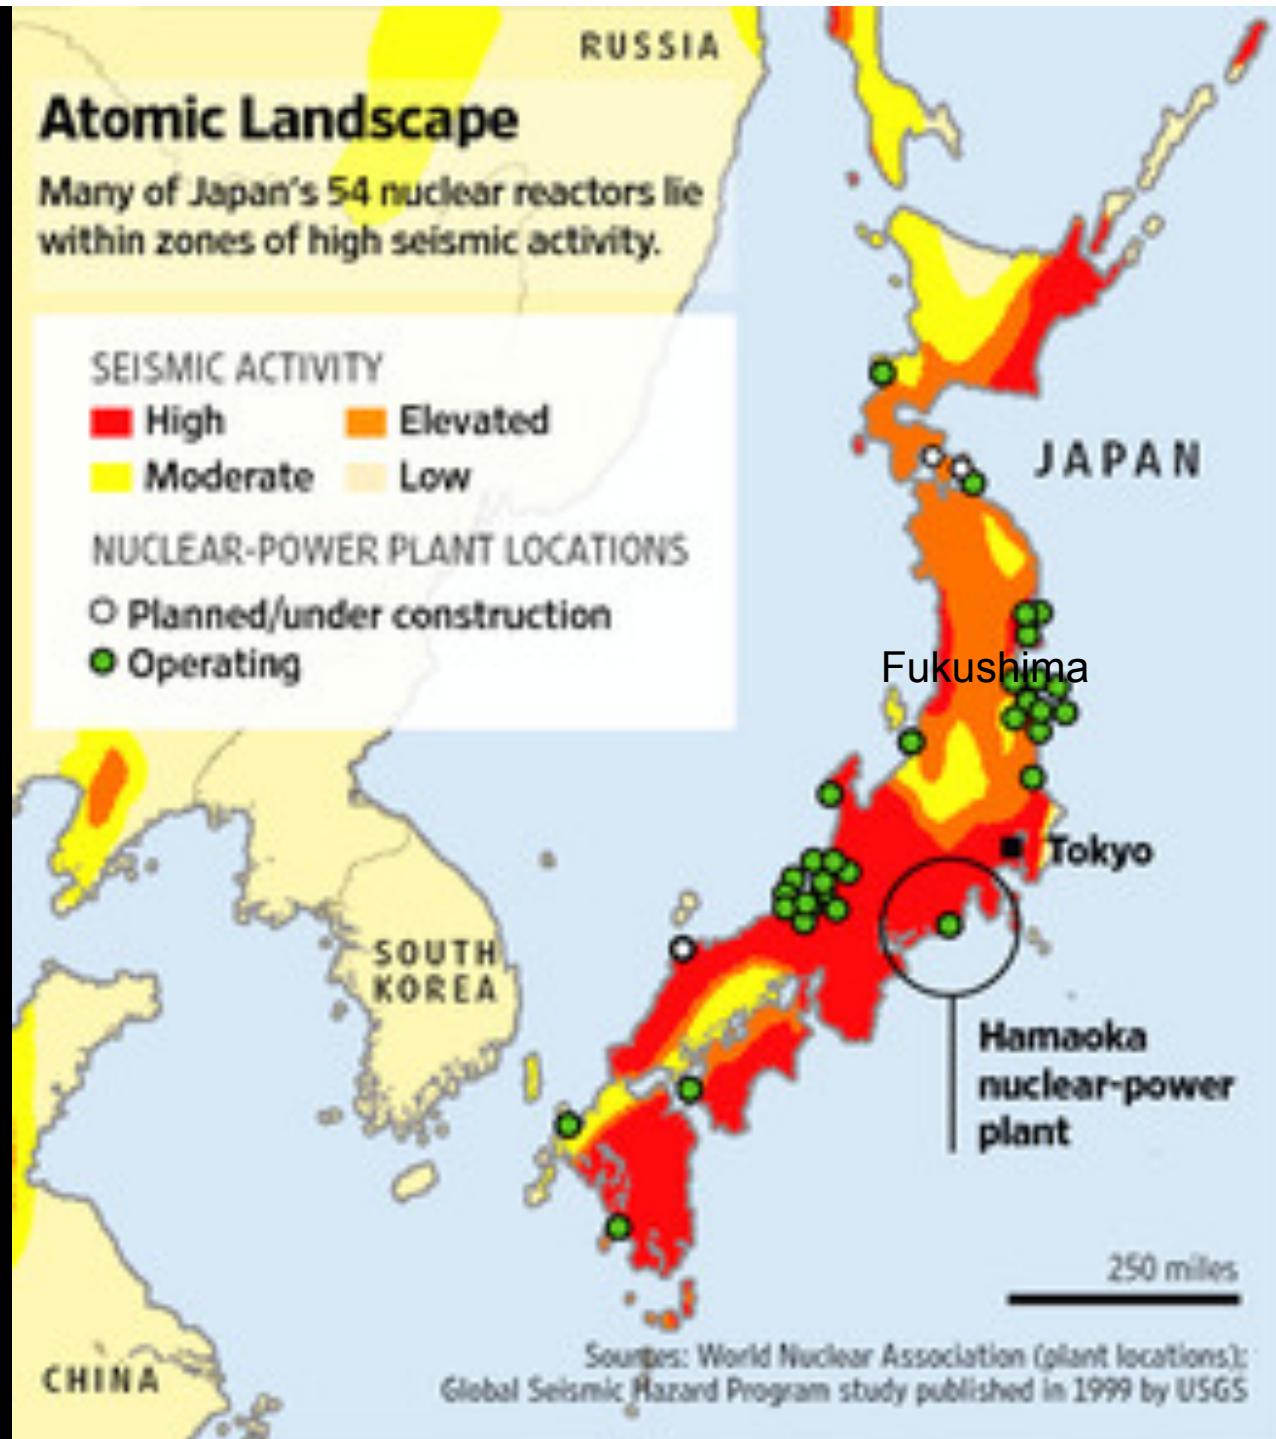 RUSSIA
Atomic Landscape
Many of Japan's 54 nuclear reactors lie
within zones of high seismic activity.
SEISMIC ACTIVITY
High
Elevated
Moderate
Low
NUCLEAR-POWER PLANT LOCATIONS
Planned/under construction
Operating
JAPAN
Fukushima
Tokyo
SOUTH
KOREA
Hamaoka
nuclear-power
plant
250 miles
CHINA
Sources: World Nuclear Association (plant locations);
Global Seismic Hazard Program study published in 1999 by USGS